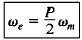 ωₑ = P/2 ωₘ